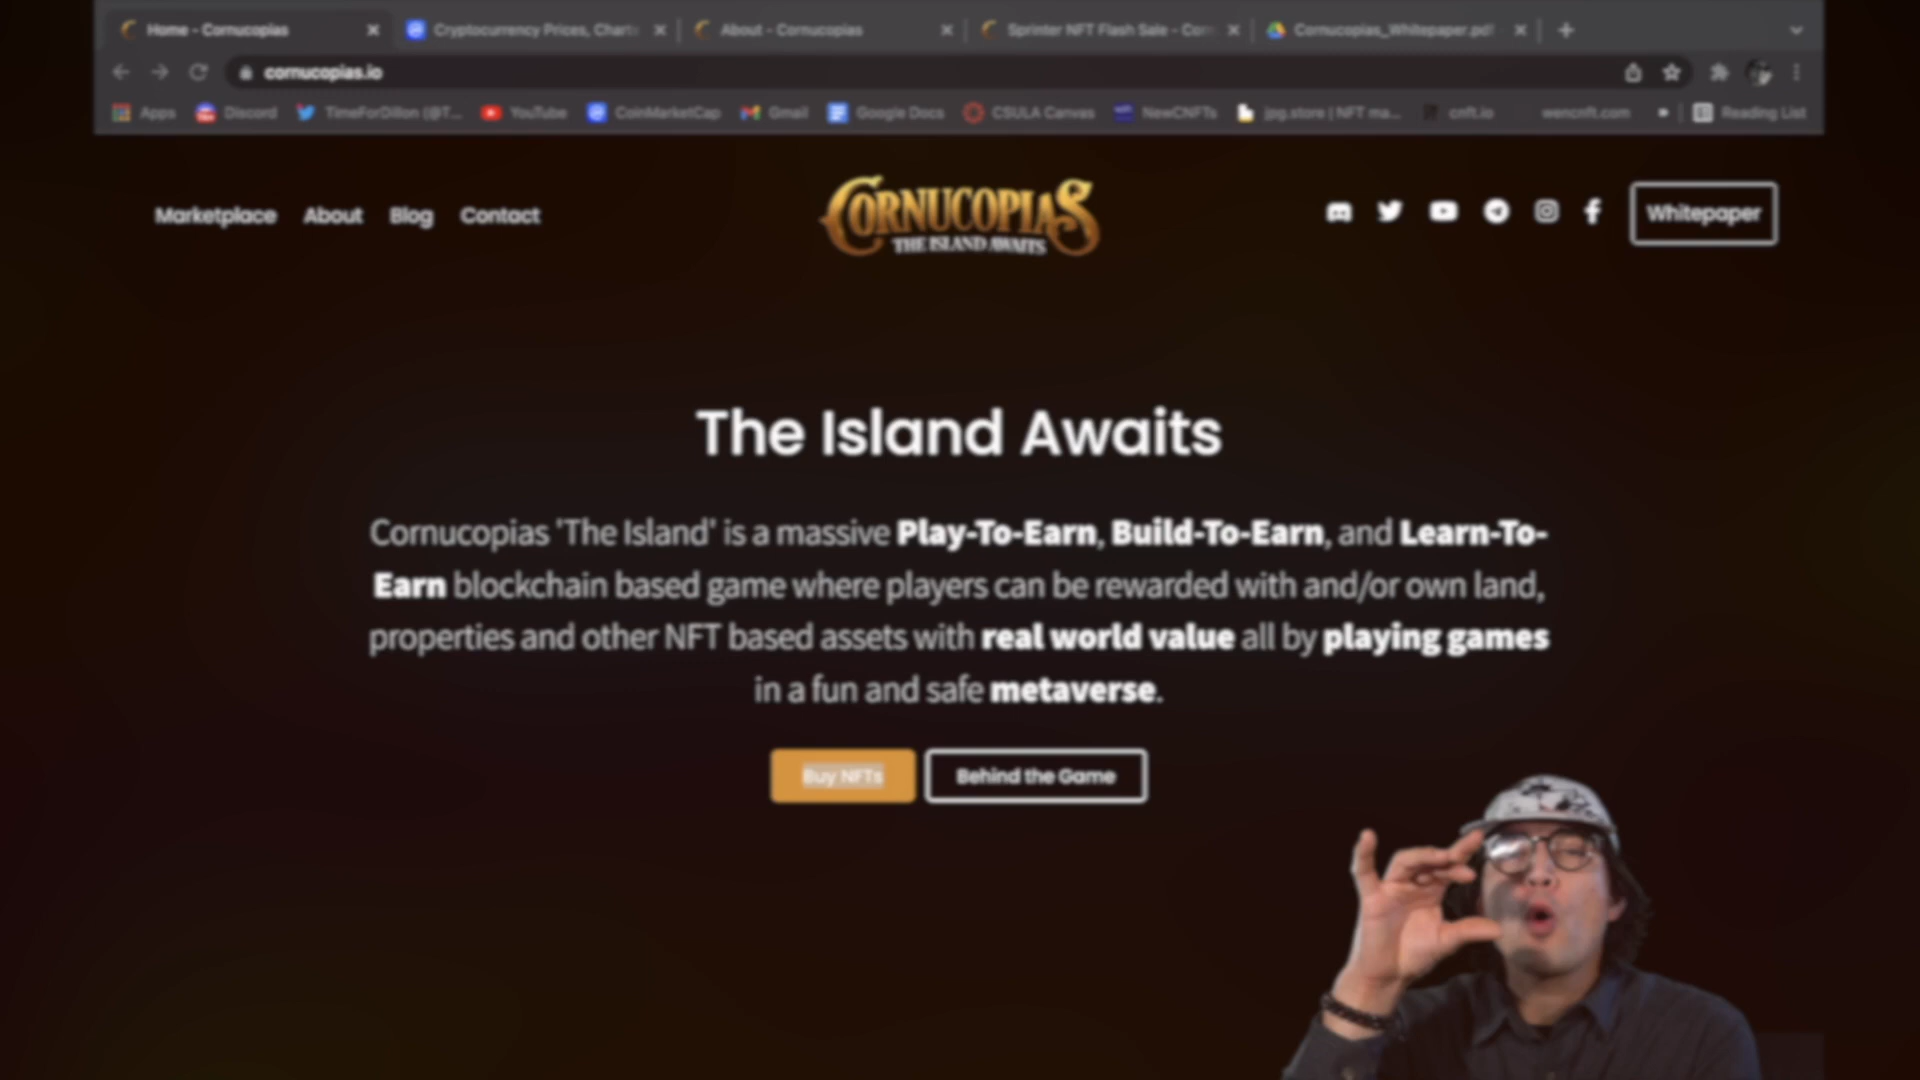 Home - Cornucopias
Cryptocurrency Prices, Charts
About - Cornucopias
Sprinter NFT Flash Sale - Corn
Cornucopias_Whitepaper.pdf -
cornucopias.io
Apps
Discord
TimeForDillon (@T...
YouTube
CoinMarketCap
Gmail
Google Docs
CSULA Canvas
NewCNFTs
jpg.store | NFT ma...
cnft.io
wencnft.com
Reading List
Marketplace
About
Blog
Contact
CORNUCOPIAS
THE ISLAND AWAITS
Whitepaper
The Island Awaits
Cornucopias 'The Island' is a massive Play-To-Earn, Build-To-Earn, and Learn-To-
Earn blockchain based game where players can be rewarded with and/or own land,
properties and other NFT based assets with real world value all by playing games
in a fun and safe metaverse.
Buy NFTs
Behind the Game